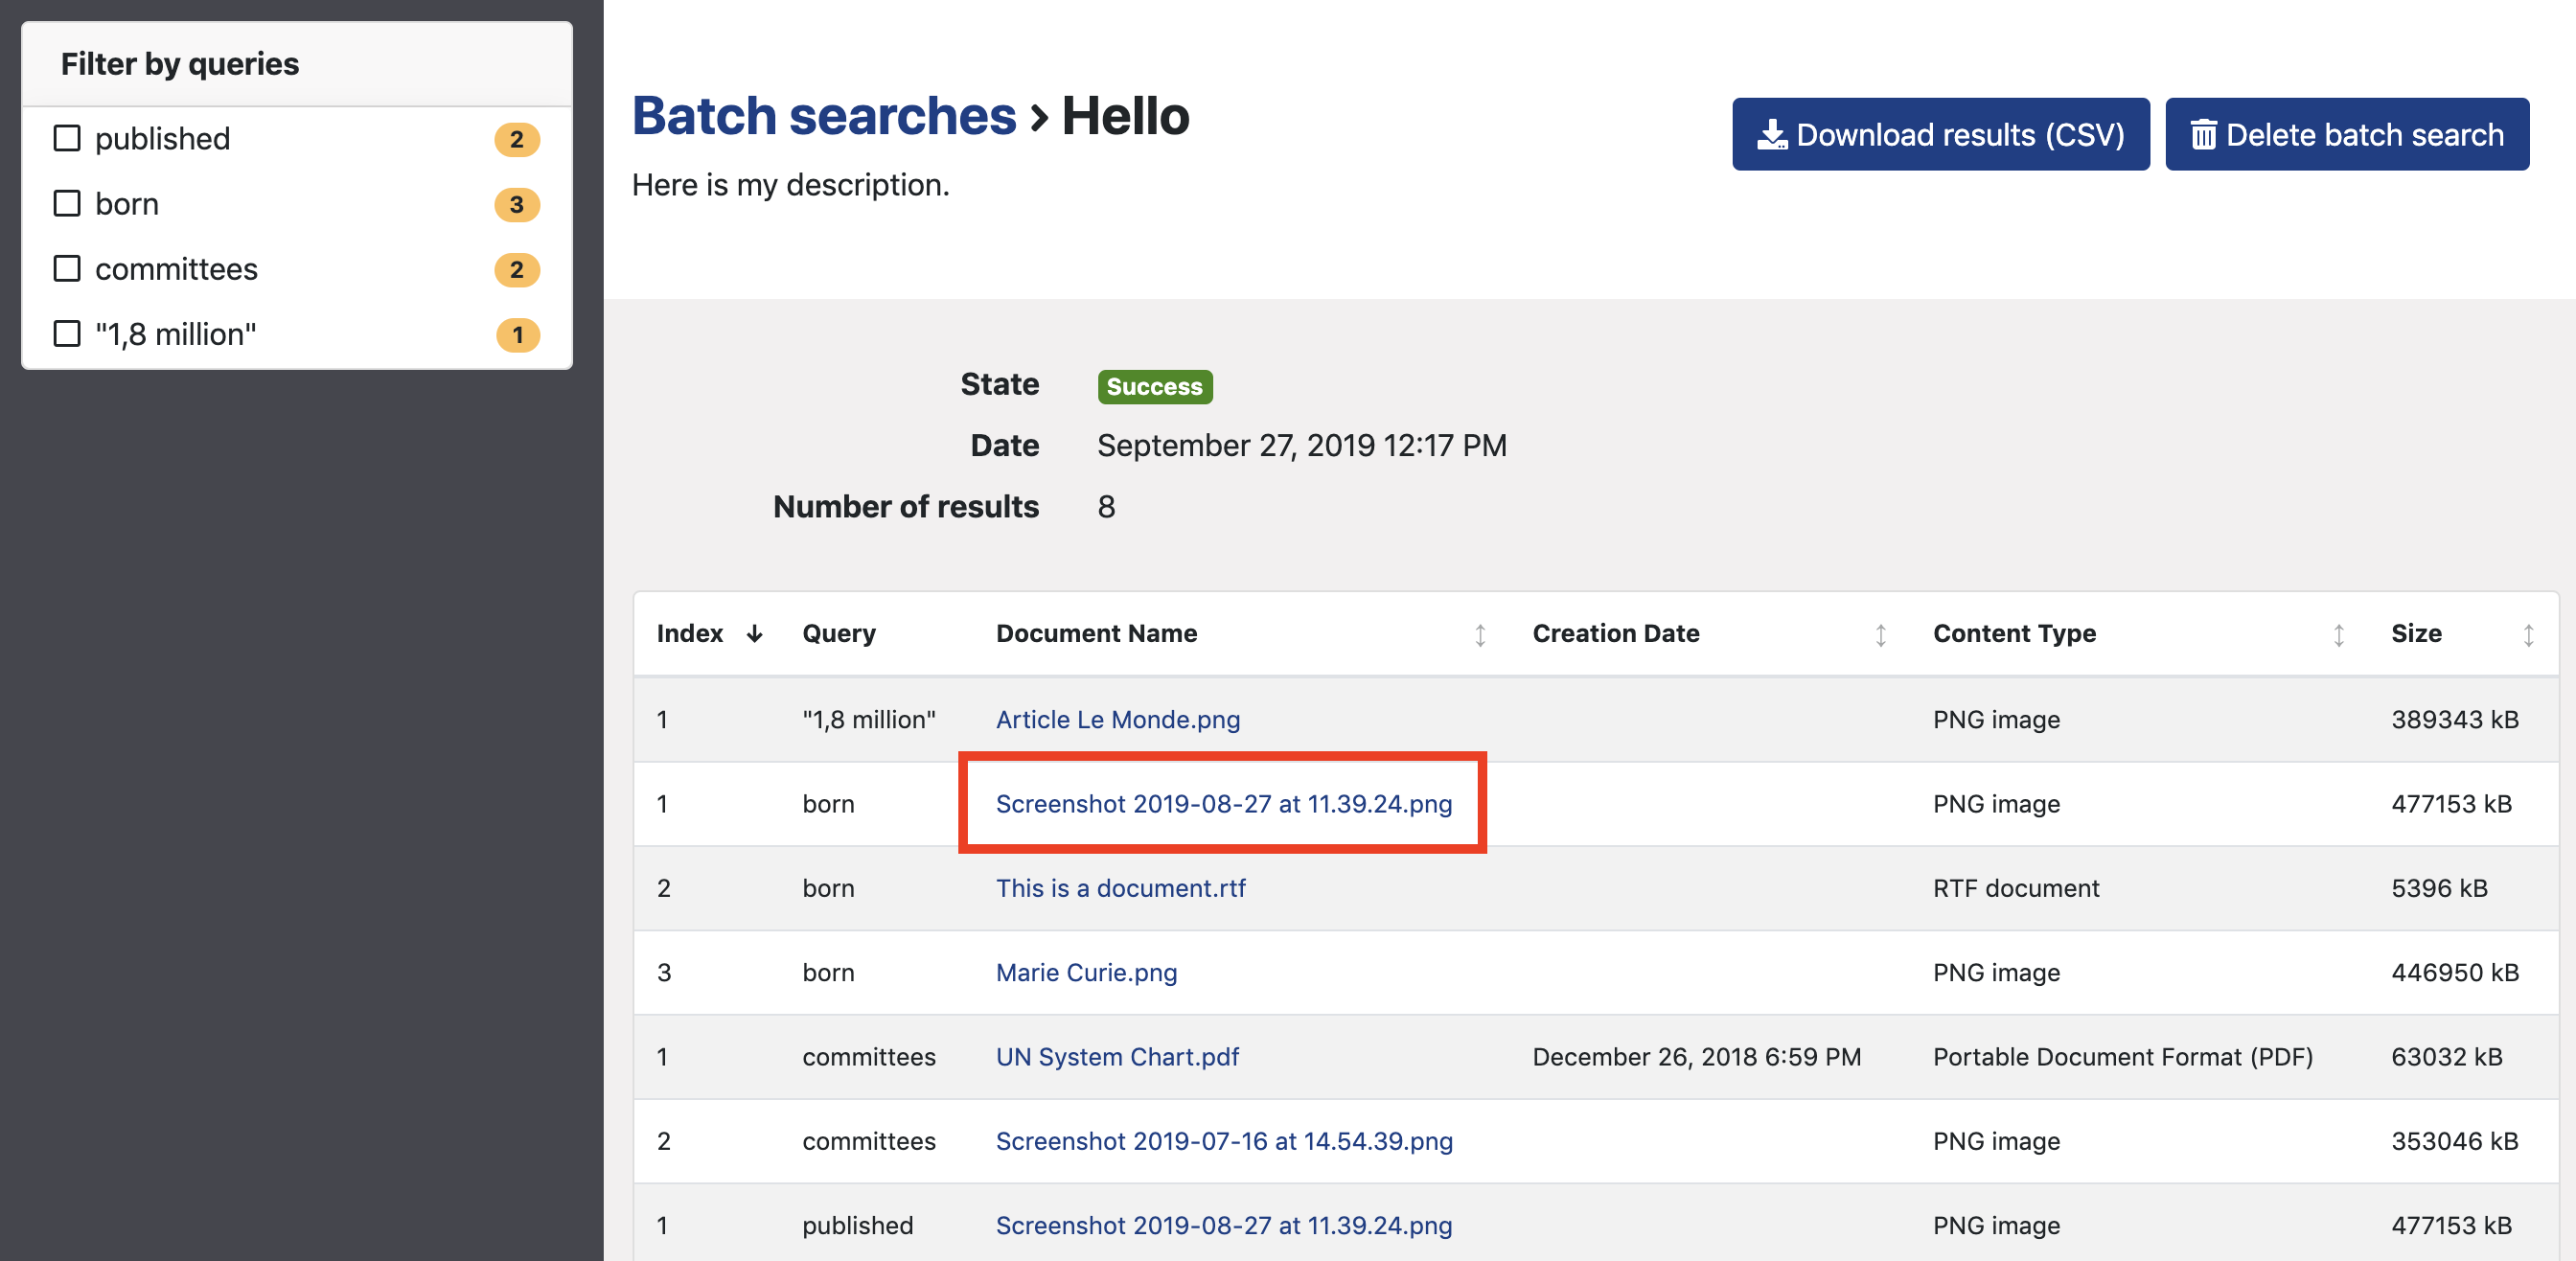 Filter by queries
published 2
born 3
committees 2
"1,8 million" 1
Batch searches › Hello
Download results (CSV) Delete batch search
Here is my description.
State Success
Date September 27, 2019 12:17 PM
Number of results 8
Index Query Document Name Creation Date Content Type Size
1 "1,8 million" Article Le Monde.png PNG image 389343 kB
1 born Screenshot 2019-08-27 at 11.39.24.png PNG image 477153 kB
2 born This is a document.rtf RTF document 5396 kB
3 born Marie Curie.png PNG image 446950 kB
1 committees UN System Chart.pdf December 26, 2018 6:59 PM Portable Document Format (PDF) 63032 kB
2 committees Screenshot 2019-07-16 at 14.54.39.png PNG image 353046 kB
1 published Screenshot 2019-08-27 at 11.39.24.png PNG image 477153 kB